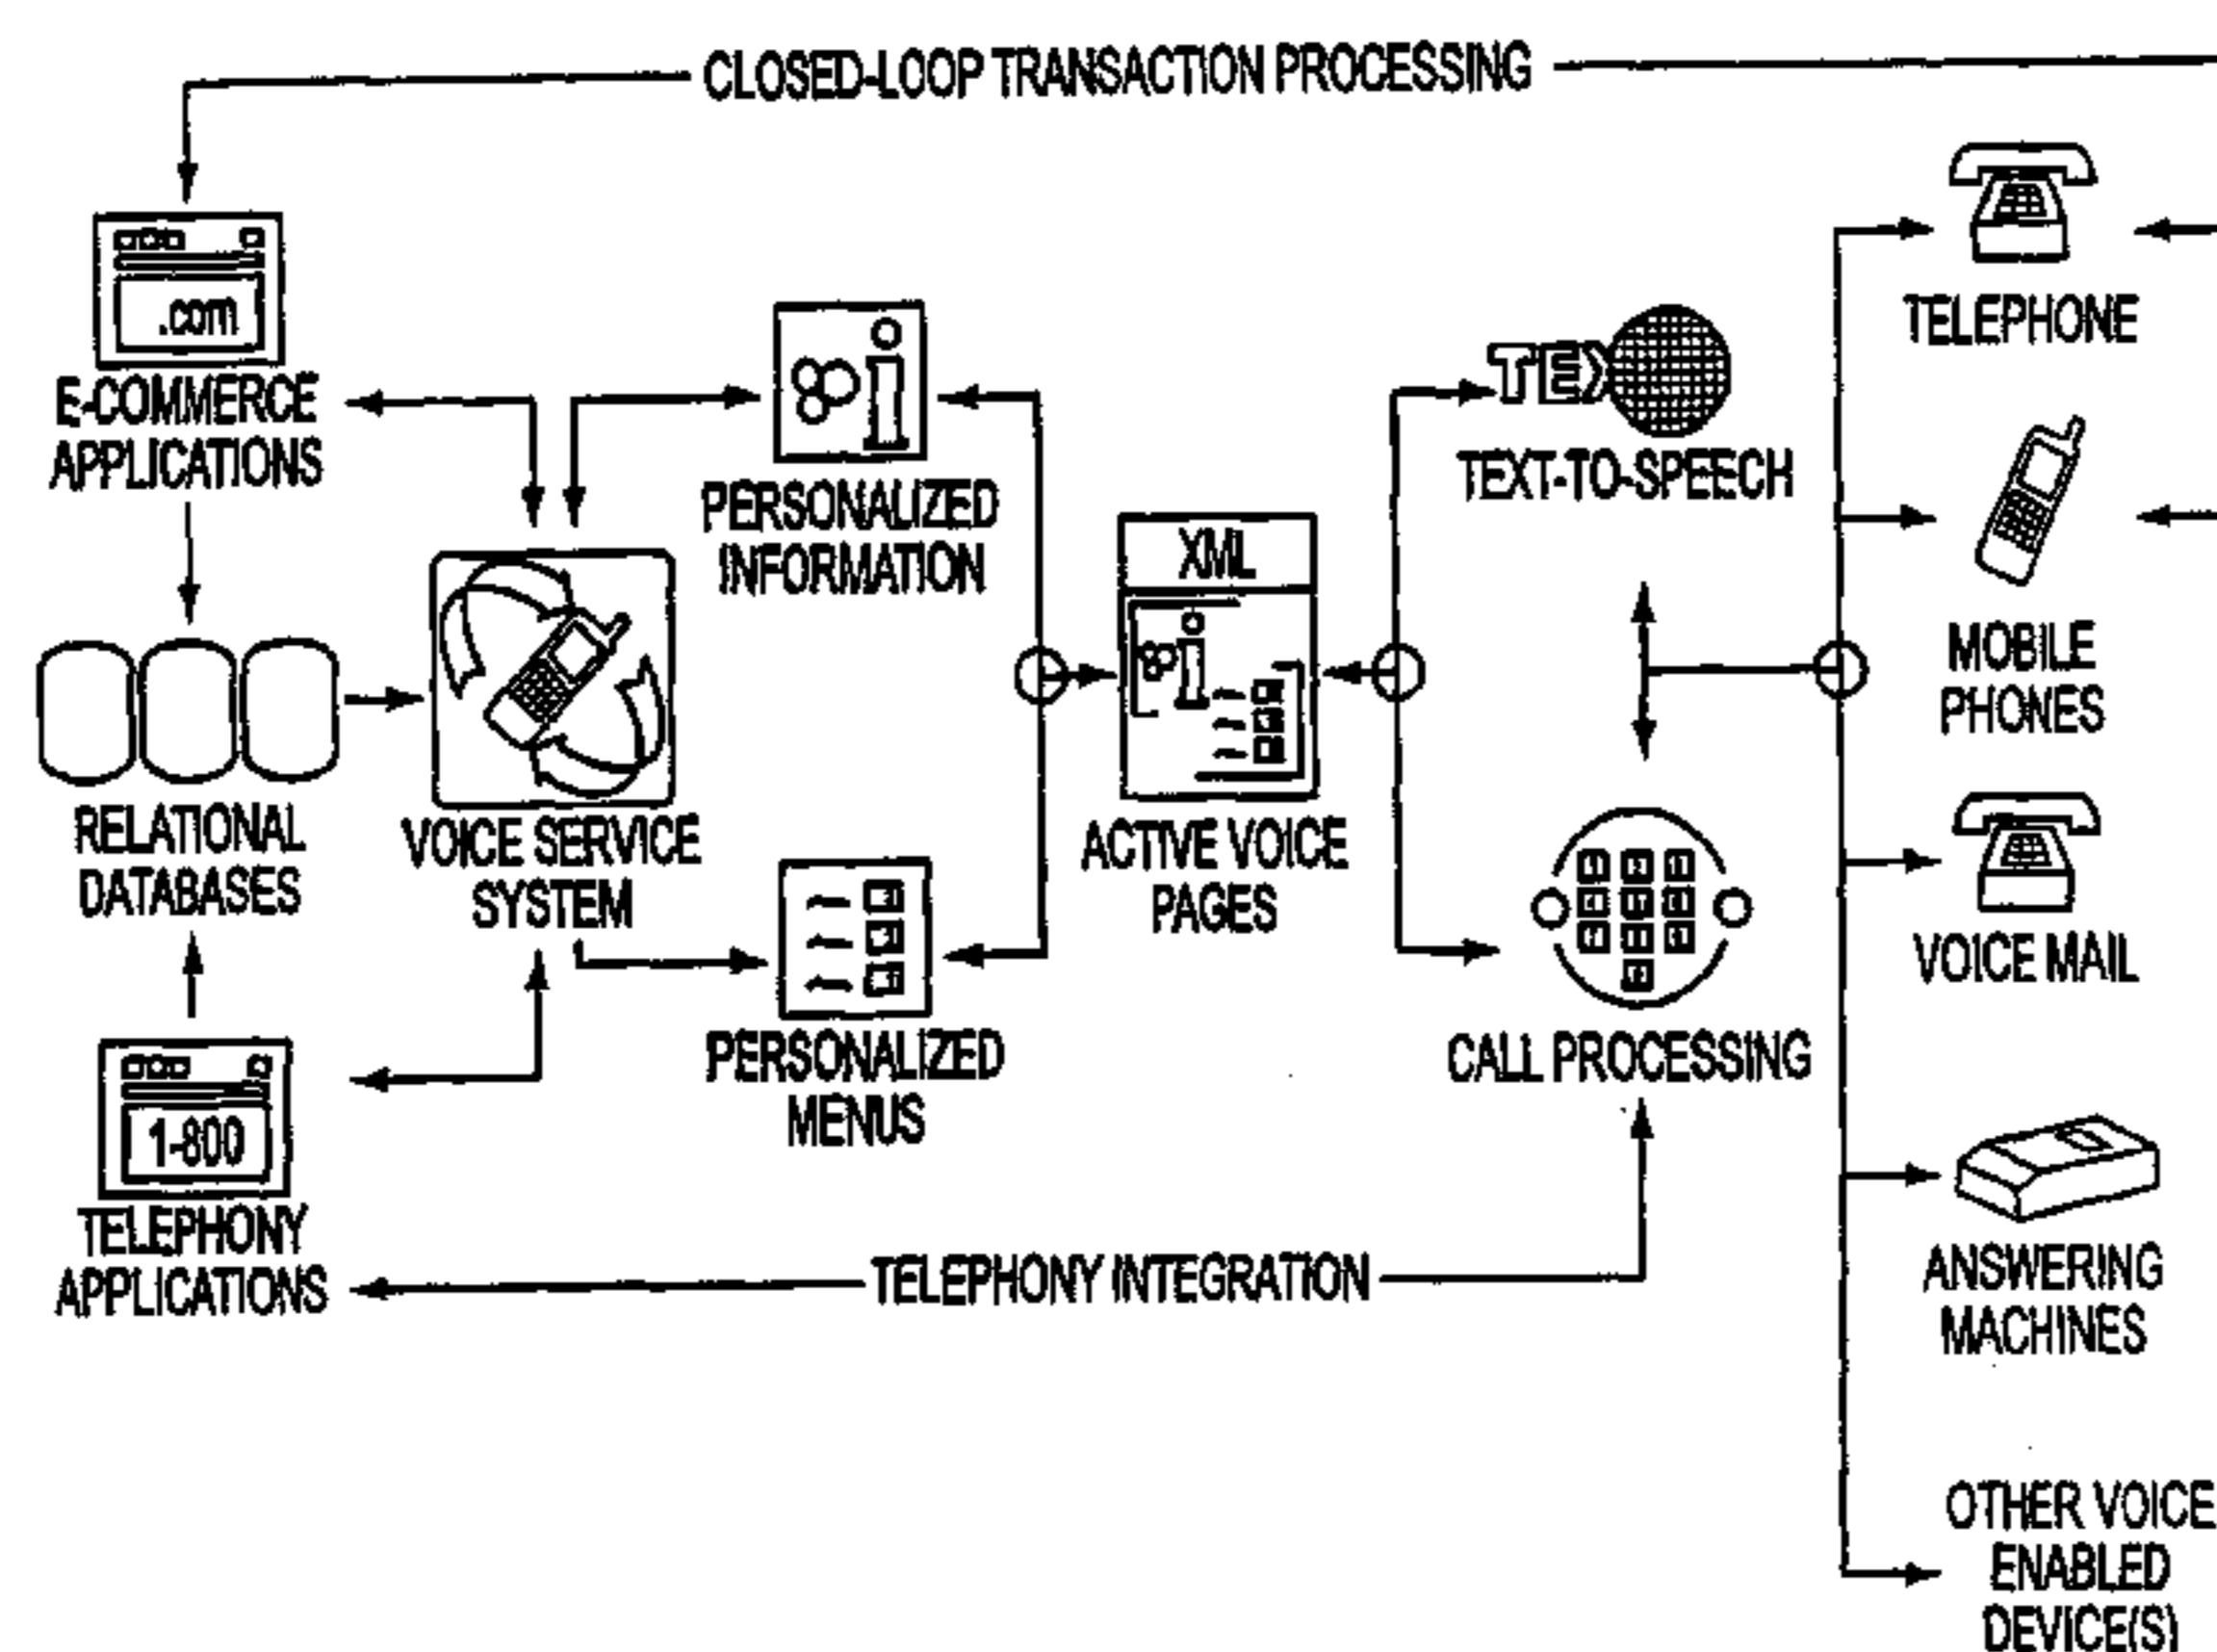 CLOSED-LOOP TRANSACTION PROCESSING
.com
E-COMMERCE
APPLICATIONS
RELATIONAL
DATABASES
1-800
TELEPHONY
APPLICATIONS
VOICE SERVICE
SYSTEM
PERSONALIZED
INFORMATION
PERSONALIZED
MENUS
XML
ACTIVE VOICE
PAGES
TEX
TEXT-TO-SPEECH
CALL PROCESSING
TELEPHONY INTEGRATION
TELEPHONE
MOBILE
PHONES
VOICE MAIL
ANSWERING
MACHINES
OTHER VOICE
ENABLED
DEVICE(S)